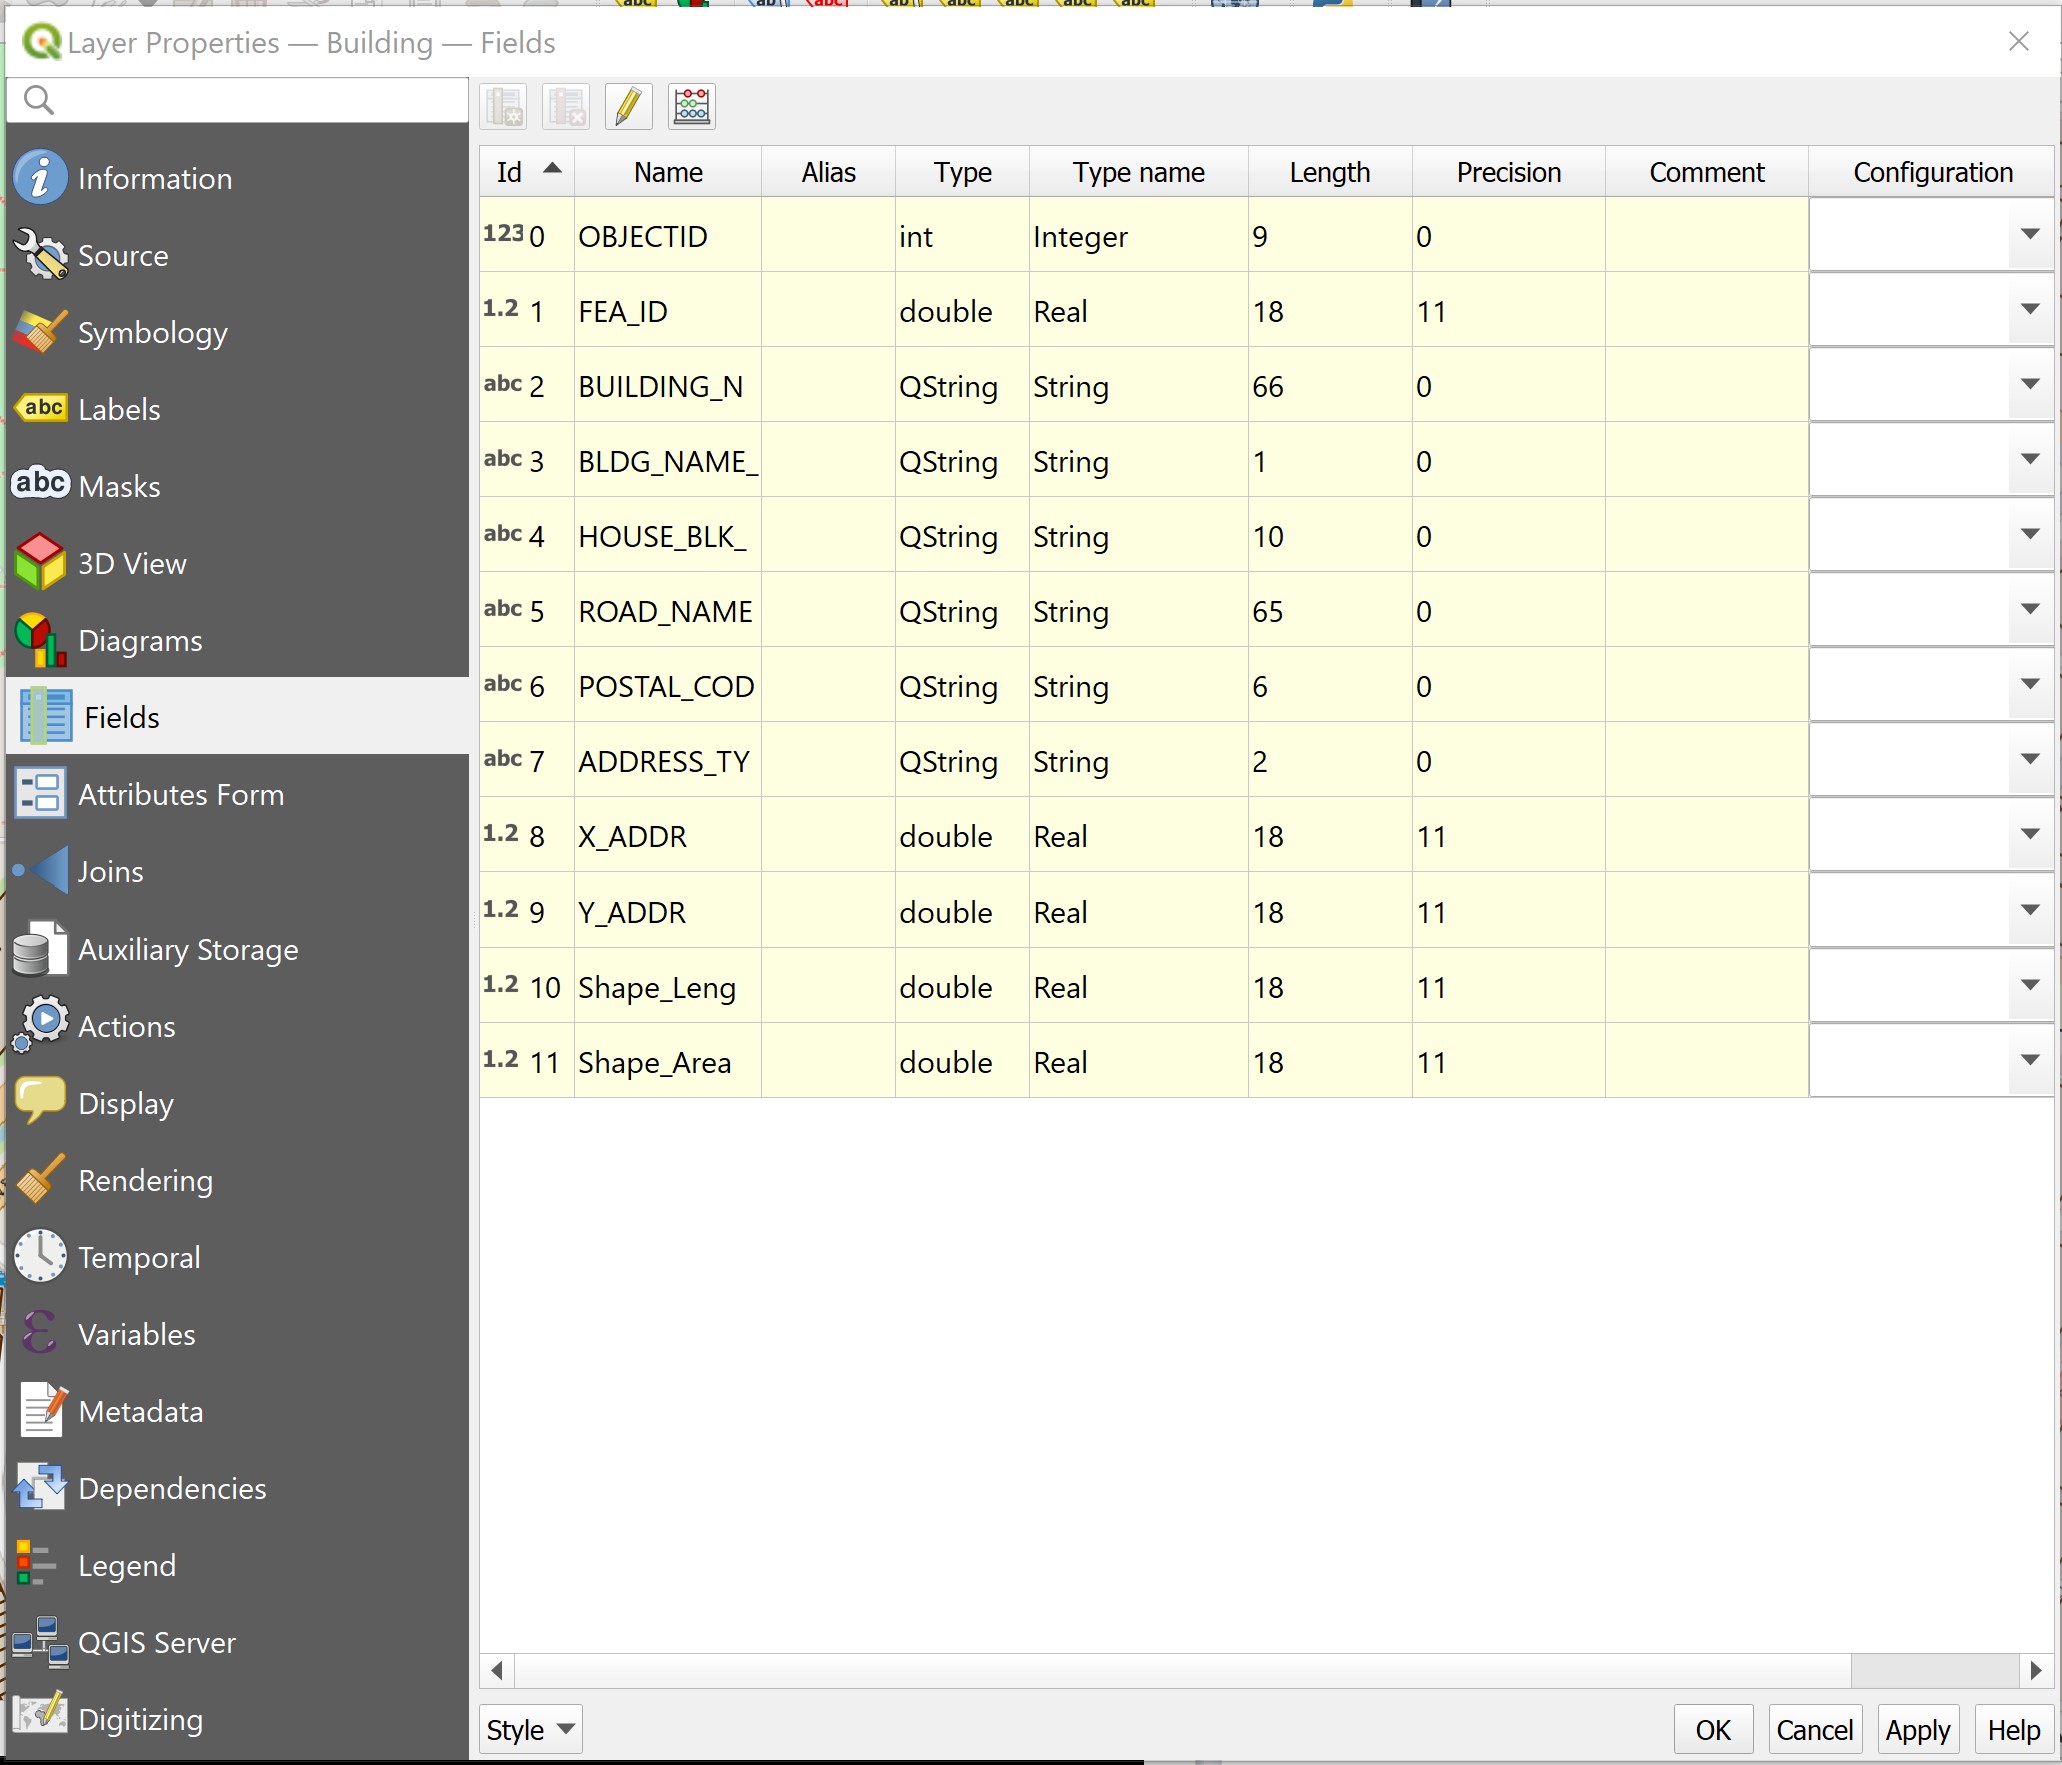 Layer Properties — Building — Fields
Information
Source
Symbology
abc Labels
abc Masks
3D View
Diagrams
Fields
Attributes Form
Joins
Auxiliary Storage
Actions
Display
Rendering
Temporal
ε Variables
Metadata
Dependencies
Legend
QGIS Server
Digitizing
Id Name Alias Type Type name Length Precision Comment Configuration
123 0 OBJECTID int Integer 9 0
1.2 1 FEA_ID double Real 18 11
abc 2 BUILDING_N QString String 66 0
abc 3 BLDG_NAME_ QString String 1 0
abc 4 HOUSE_BLK_ QString String 10 0
abc 5 ROAD_NAME QString String 65 0
abc 6 POSTAL_COD QString String 6 0
abc 7 ADDRESS_TY QString String 2 0
1.2 8 X_ADDR double Real 18 11
1.2 9 Y_ADDR double Real 18 11
1.2 10 Shape_Leng double Real 18 11
1.2 11 Shape_Area double Real 18 11
Style OK Cancel Apply Help